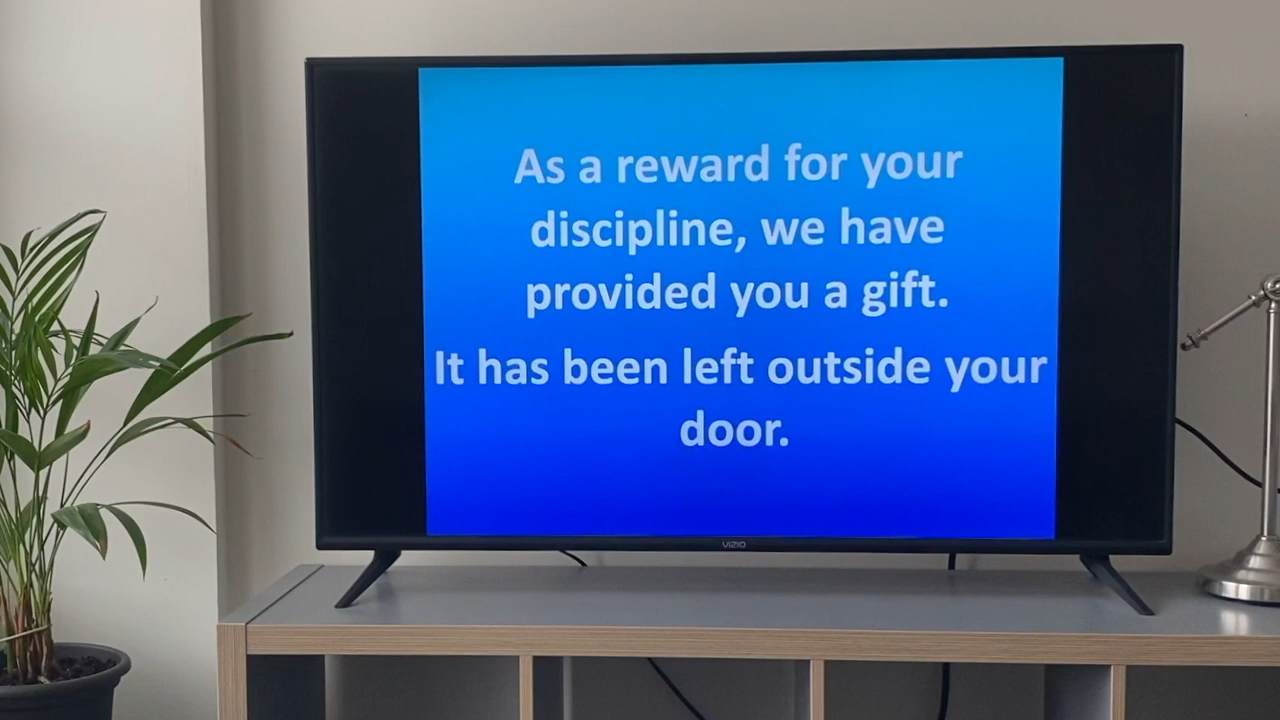 As a reward for your
discipline, we have
provided you a gift.
It has been left outside your
door.
VIZIO